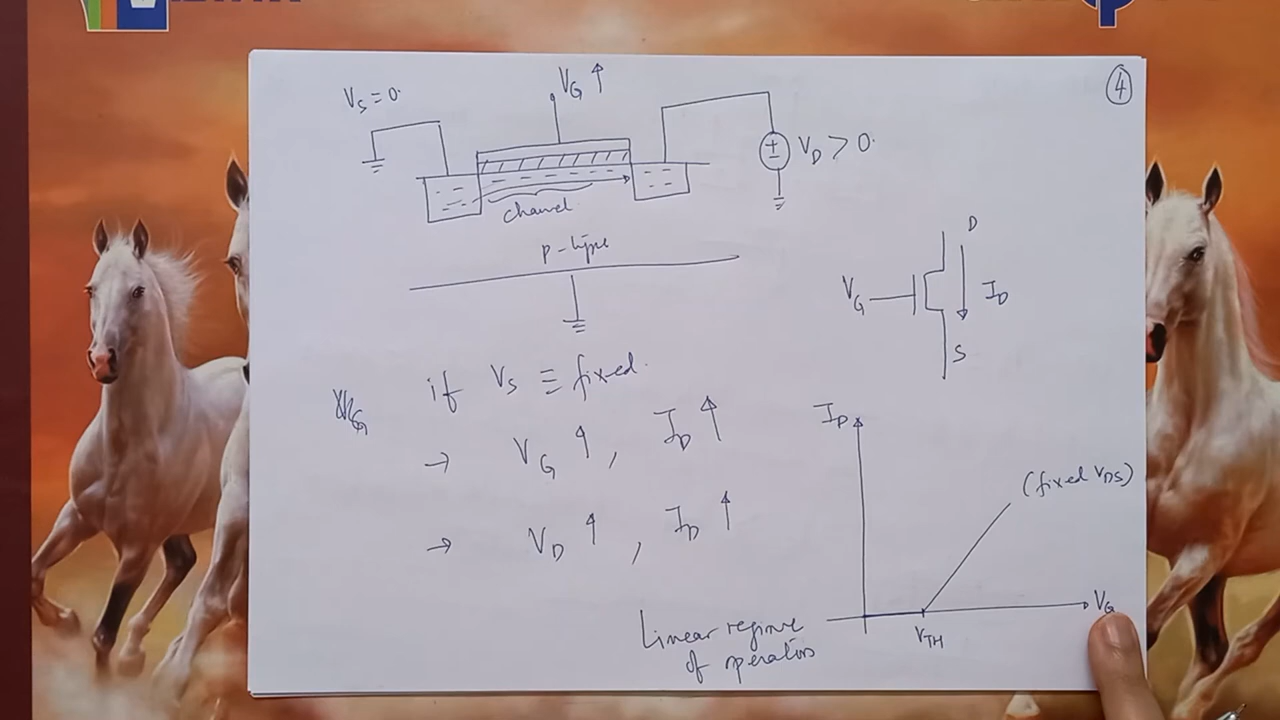 ④
V_S = 0.
V_G ↑
V_D > 0.
±
channel
p-type
D
V_G
I_D
S
if V_S ≡ fixed.
→ V_G ↑, I_D ↑
→ V_D ↑, I_D ↑
I_D
(fixed V_DS)
V_G
V_TH
Linear regime
of operation